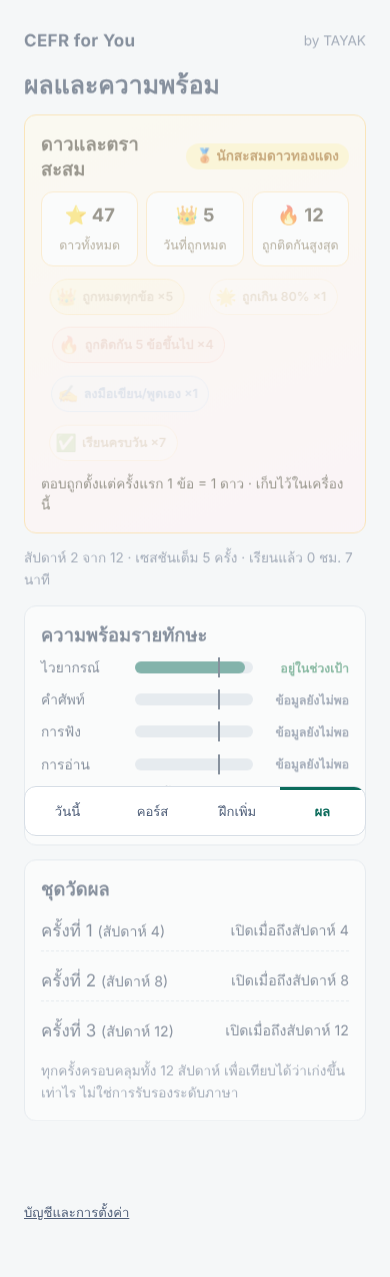 CEFR for You
by TAYAK
ผลและความพร้อม
ดาวและตรา
สะสม
🥉 นักสะสมดาวทองแดง
⭐ 47
ดาวทั้งหมด
👑 5
วันที่ถูกหมด
🔥 12
ถูกติดกันสูงสุด
👑 ถูกหมดทุกข้อ ×5
🌟 ถูกเกิน 80% ×1
🔥 ถูกติดกัน 5 ข้อขึ้นไป ×4
✍️ ลงมือเขียน/พูดเอง ×1
✅ เรียนครบวัน ×7
ตอบถูกตั้งแต่ครั้งแรก 1 ข้อ = 1 ดาว · เก็บไว้ในเครื่อง
นี้
สัปดาห์ 2 จาก 12 · เซสชันเต็ม 5 ครั้ง · เรียนแล้ว 0 ชม. 7
นาที
ความพร้อมรายทักษะ
ไวยากรณ์ อยู่ในช่วงเป้า
คำศัพท์ ข้อมูลยังไม่พอ
การฟัง ข้อมูลยังไม่พอ
การอ่าน ข้อมูลยังไม่พอ
วันนี้ คอร์ส ฝึกเพิ่ม ผล
ชุดวัดผล
ครั้งที่ 1 (สัปดาห์ 4) เปิดเมื่อถึงสัปดาห์ 4
ครั้งที่ 2 (สัปดาห์ 8) เปิดเมื่อถึงสัปดาห์ 8
ครั้งที่ 3 (สัปดาห์ 12) เปิดเมื่อถึงสัปดาห์ 12
ทุกครั้งครอบคลุมทั้ง 12 สัปดาห์ เพื่อเทียบได้ว่าเก่งขึ้น
เท่าไร ไม่ใช่การรับรองระดับภาษา
บัญชีและการตั้งค่า